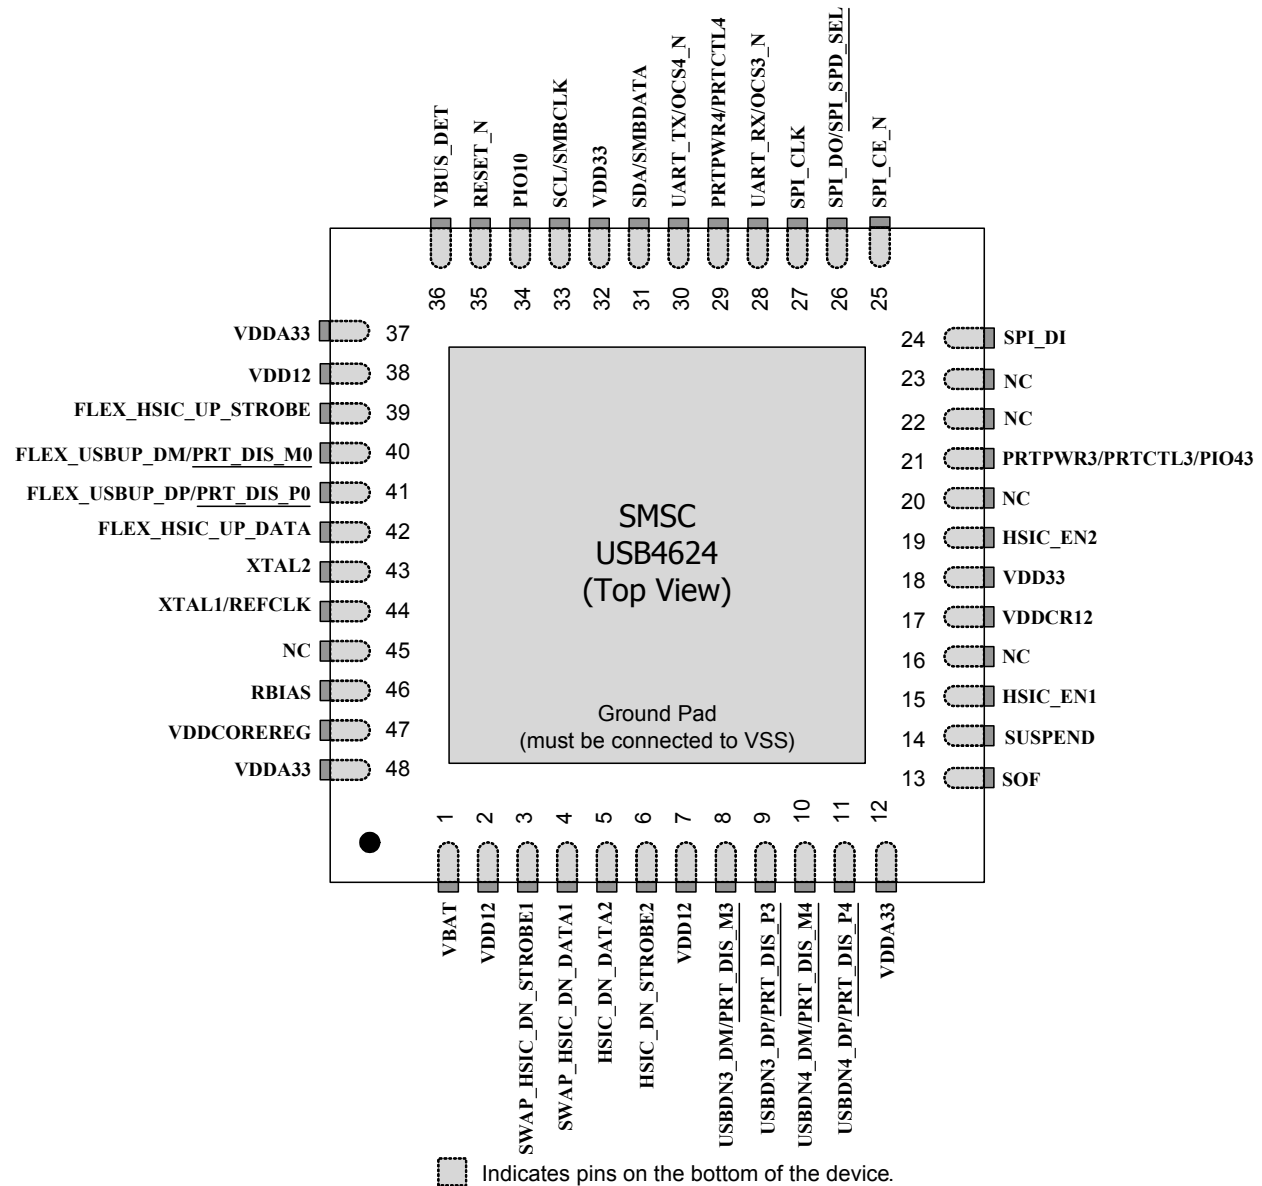 VBUS_DET
RESET_N
PIO10
SCL/SMBCLK
VDD33
SDA/SMBDATA
UART_TX/OCS4_N
PRTPWR4/PRTCTL4
UART_RX/OCS3_N
SPI_CLK
SPI_DO/SPI_SPD_SEL
SPI_CE_N
36
35
34
33
32
31
30
29
28
27
26
25
VDDA33 37
VDD12 38
FLEX_HSIC_UP_STROBE 39
FLEX_USBUP_DM/PRT_DIS_M0 40
FLEX_USBUP_DP/PRT_DIS_P0 41
FLEX_HSIC_UP_DATA 42
XTAL2 43
XTAL1/REFCLK 44
NC 45
RBIAS 46
VDDCOREREG 47
VDDA33 48
SMSC
USB4624
(Top View)
Ground Pad
(must be connected to VSS)
24 SPI_DI
23 NC
22 NC
21 PRTPWR3/PRTCTL3/PIO43
20 NC
19 HSIC_EN2
18 VDD33
17 VDDCR12
16 NC
15 HSIC_EN1
14 SUSPEND
13 SOF
1
2
3
4
5
6
7
8
9
10
11
12
VBAT
VDD12
SWAP_HSIC_DN_STROBE1
SWAP_HSIC_DN_DATA1
HSIC_DN_DATA2
HSIC_DN_STROBE2
VDD12
USBDN3_DM/PRT_DIS_M3
USBDN3_DP/PRT_DIS_P3
USBDN4_DM/PRT_DIS_M4
USBDN4_DP/PRT_DIS_P4
VDDA33
Indicates pins on the bottom of the device.